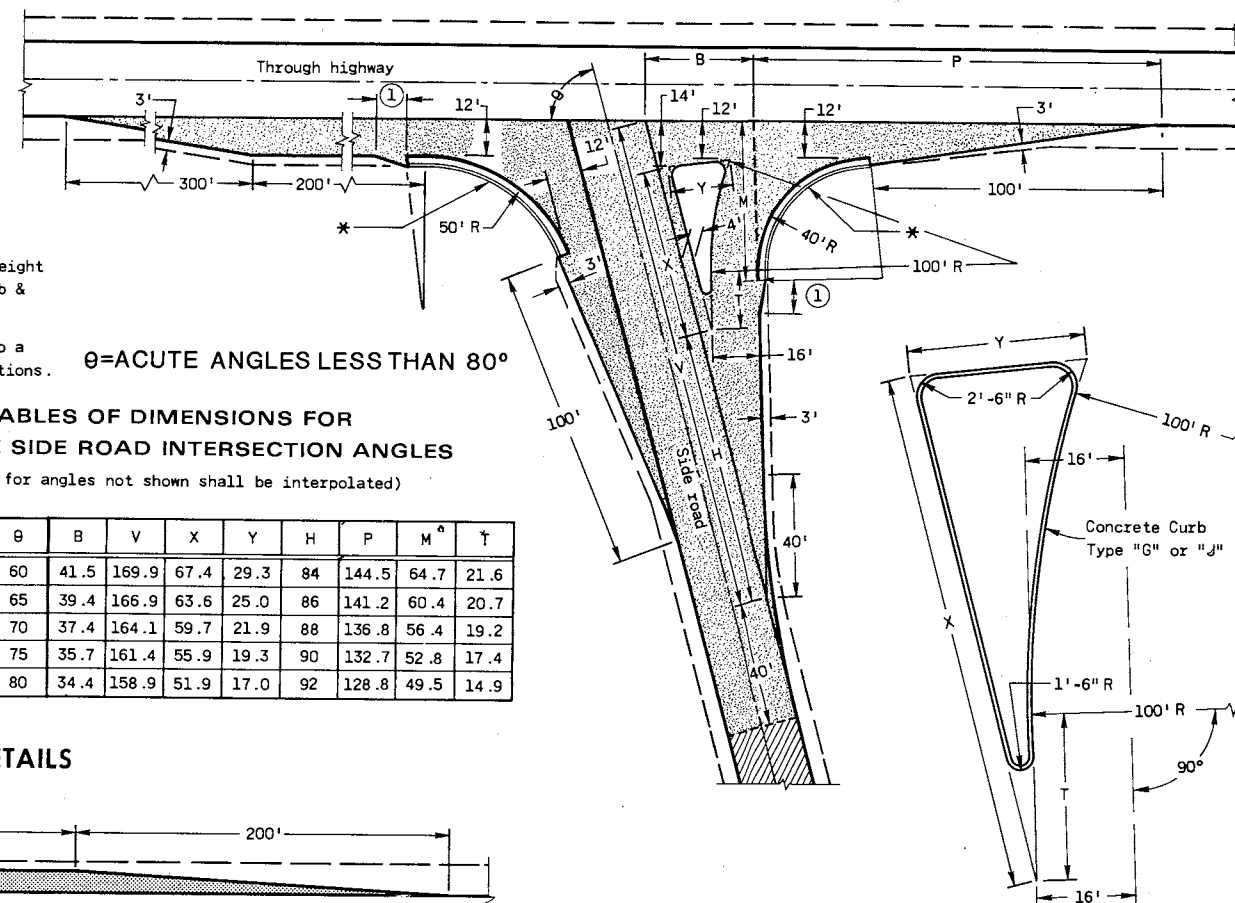 B
P
Through highway
①
θ
14'
12'
12'
12'
3'
3'
12'
300'
200'
100'
Y
M
*
50' R
4'
40'R
*
X
3'
100'R
T
①
eight
b &
o a
tions.
θ=ACUTE ANGLES LESS THAN 80°
16'
V
Y
2'-6" R
ABLES OF DIMENSIONS FOR
SIDE ROAD INTERSECTION ANGLES
for angles not shown shall be interpolated)
100'
3'
H
Side road
100'R
16'
40'
Concrete Curb
Type "G" or "J"
θ B V X Y H P M T
60 41.5 169.9 67.4 29.3 84 144.5 64.7 21.6
65 39.4 166.9 63.6 25.0 86 141.2 60.4 20.7
70 37.4 164.1 59.7 21.9 88 136.8 56.4 19.2
75 35.7 161.4 55.9 19.3 90 132.7 52.8 17.4
80 34.4 158.9 51.9 17.0 92 128.8 49.5 14.9
X
40'
1'-6" R
100'R
T
90°
ETAILS
200'
16'